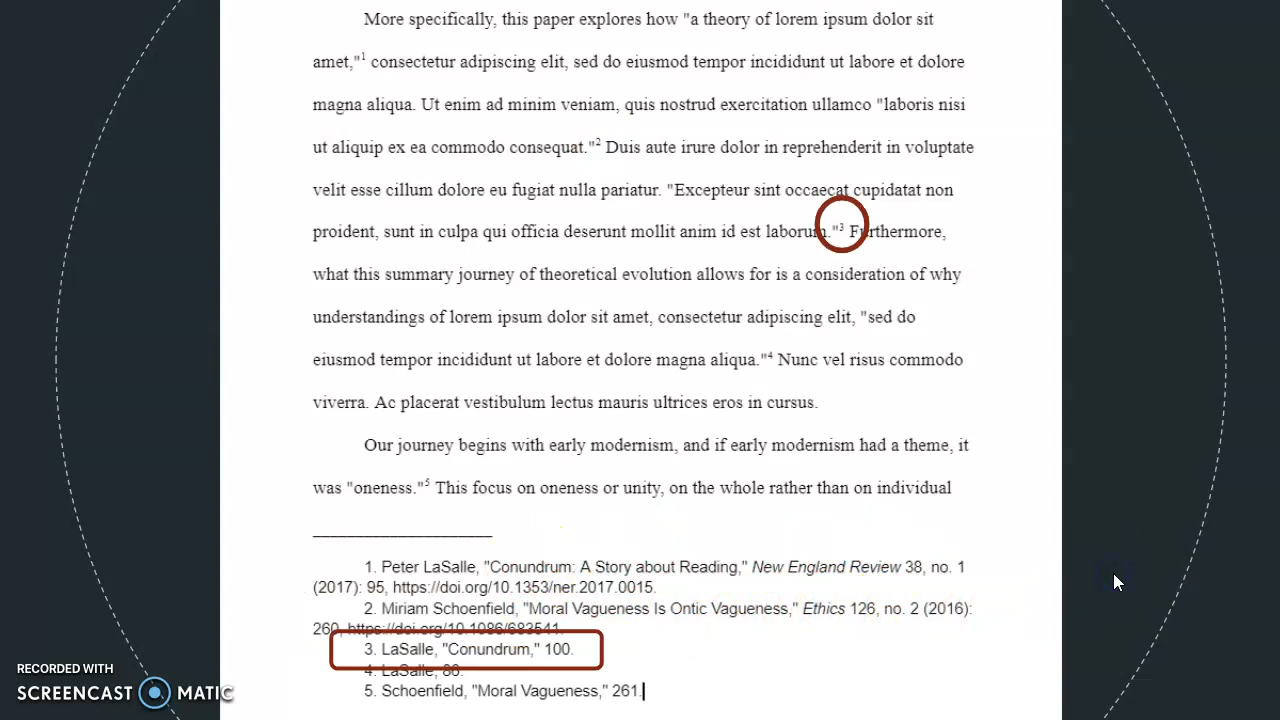 More specifically, this paper explores how "a theory of lorem ipsum dolor sit
amet,"1 consectetur adipiscing elit, sed do eiusmod tempor incididunt ut labore et dolore
magna aliqua. Ut enim ad minim veniam, quis nostrud exercitation ullamco "laboris nisi
ut aliquip ex ea commodo consequat."2 Duis aute irure dolor in reprehenderit in voluptate
velit esse cillum dolore eu fugiat nulla pariatur. "Excepteur sint occaecat cupidatat non
proident, sunt in culpa qui officia deserunt mollit anim id est laborum."3 Furthermore,
what this summary journey of theoretical evolution allows for is a consideration of why
understandings of lorem ipsum dolor sit amet, consectetur adipiscing elit, "sed do
eiusmod tempor incididunt ut labore et dolore magna aliqua."4 Nunc vel risus commodo
viverra. Ac placerat vestibulum lectus mauris ultrices eros in cursus.
Our journey begins with early modernism, and if early modernism had a theme, it
was "oneness."5 This focus on oneness or unity, on the whole rather than on individual
1. Peter LaSalle, "Conundrum: A Story about Reading," New England Review 38, no. 1
(2017): 95, https://doi.org/10.1353/ner.2017.0015.
2. Miriam Schoenfield, "Moral Vagueness Is Ontic Vagueness," Ethics 126, no. 2 (2016):
260, https://doi.org/10.1086/683541.
3. LaSalle, "Conundrum," 100.
4. LaSalle,
5. Schoenfield, "Moral Vagueness," 261.
RECORDED WITH
SCREENCAST MATIC